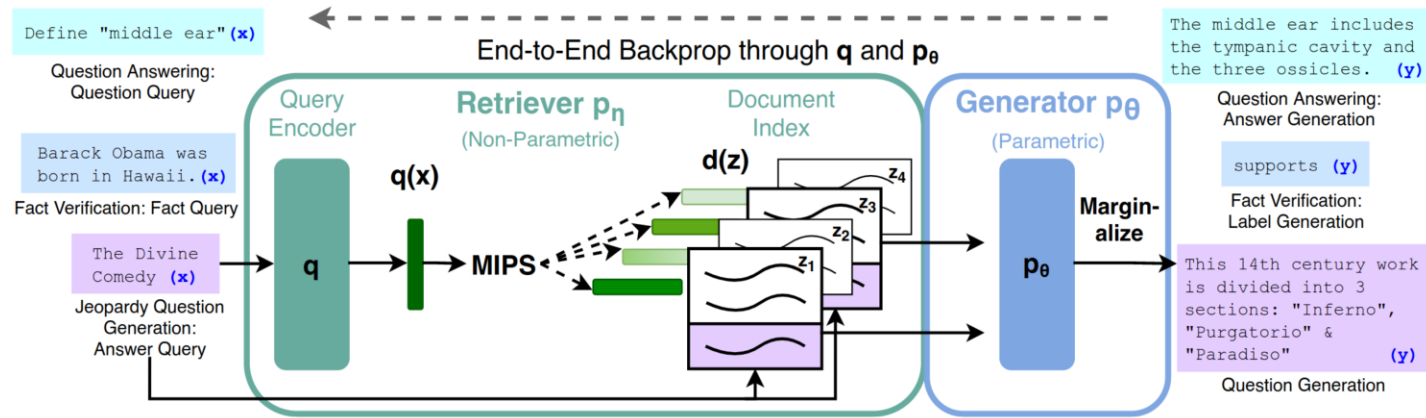 Define "middle ear" (x)
Question Answering:
Question Query
Barack Obama was
born in Hawaii. (x)
Fact Verification: Fact Query
The Divine
Comedy (x)
Jeopardy Question
Generation:
Answer Query
End-to-End Backprop through q and pθ
Query
Encoder
q
q(x)
Retriever pη
(Non-Parametric)
MIPS
Document
Index
d(z)
z4
z3
z2
z1
Generator pθ
(Parametric)
pθ
Margin-
alize
The middle ear includes
the tympanic cavity and
the three ossicles. (y)
Question Answering:
Answer Generation
supports (y)
Fact Verification:
Label Generation
This 14th century work
is divided into 3
sections: "Inferno",
"Purgatorio" &
"Paradiso" (y)
Question Generation